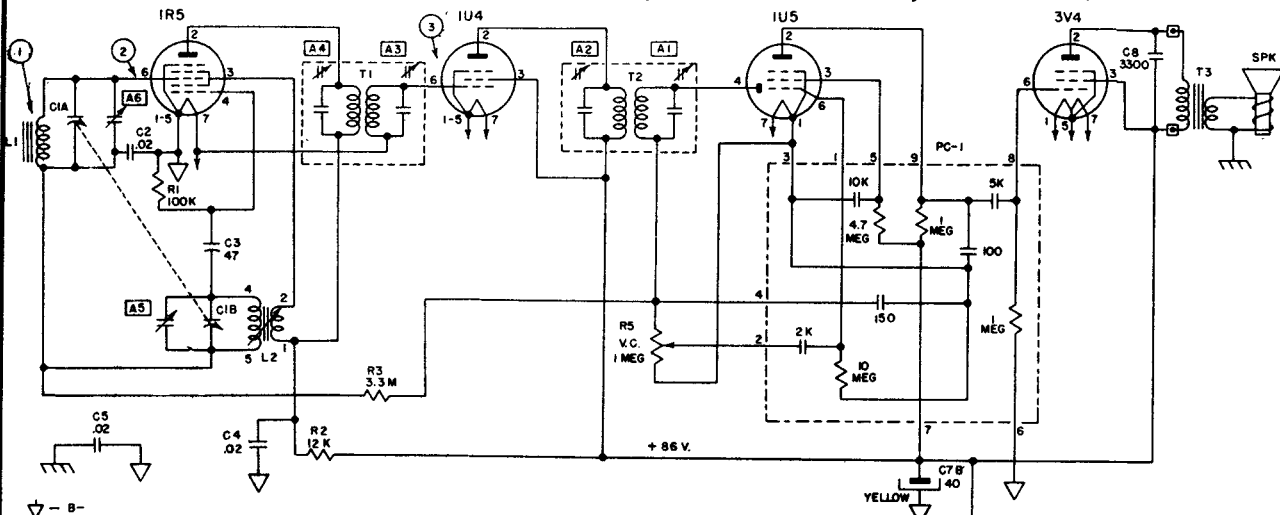 1R5
1U4
1U5
3V4
1
2
3
2
6
3
4
1-5
7
A4
A3
T1
2
6
3
1-5
7
A2
A1
T2
2
4
3
6
7
1
2
6
3
1
5
7
C8
3300
T3
SPK
L1
C1A
A6
C2
.02
R1
100K
C3
47
A5
C1B
4
5
2
1
L2
R3
3.3 M
C5
.02
C4
.02
R2
12 K
+ 86 V.
R5
V.C.
1 MEG
3
1
5
9
PC-1
8
10K
4.7
MEG
1
MEG
5K
100
4
150
2
2K
10
MEG
1
MEG
7
6
C7B
40
YELLOW
- B-